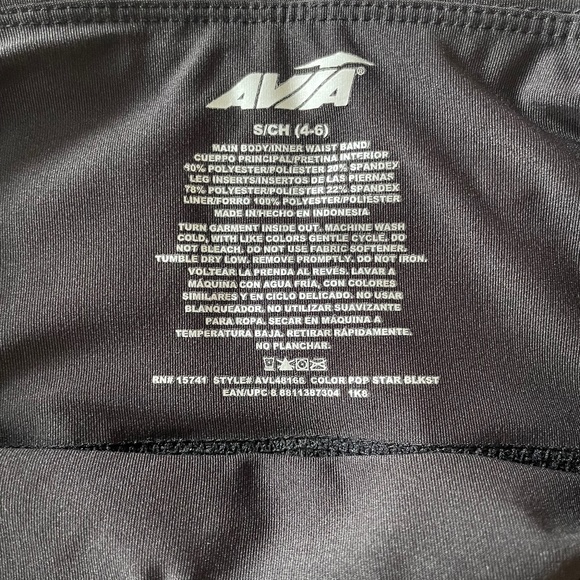 AVIA®
S/CH (4-6)
MAIN BODY/INNER WAIST BAND/
CUERPO PRINCIPAL/PRETINA INTERIOR
80% POLYESTER/POLIESTER 20% SPANDEX
LEG INSERTS/INSERTOS DE LAS PIERNAS
78% POLYESTER/POLIESTER 22% SPANDEX
LINER/FORRO 100% POLYESTER/POLIESTER
MADE IN/HECHO EN INDONESIA
TURN GARMENT INSIDE OUT. MACHINE WASH
COLD, WITH LIKE COLORS GENTLE CYCLE. DO
NOT BLEACH. DO NOT USE FABRIC SOFTENER.
TUMBLE DRY LOW. REMOVE PROMPTLY. DO NOT IRON.
VOLTEAR LA PRENDA AL REVÉS. LAVAR A
MÁQUINA CON AGUA FRÍA, CON COLORES
SIMILARES Y EN CICLO DELICADO. NO USAR
BLANQUEADOR. NO UTILIZAR SUAVIZANTE
PARA ROPA. SECAR EN MÁQUINA A
TEMPERATURA BAJA. RETIRAR RÁPIDAMENTE.
NO PLANCHAR.
RN# 15741 STYLE# AVL48166 COLOR POP STAR BLKST
EAN/UPC 8 8811387304 1K6